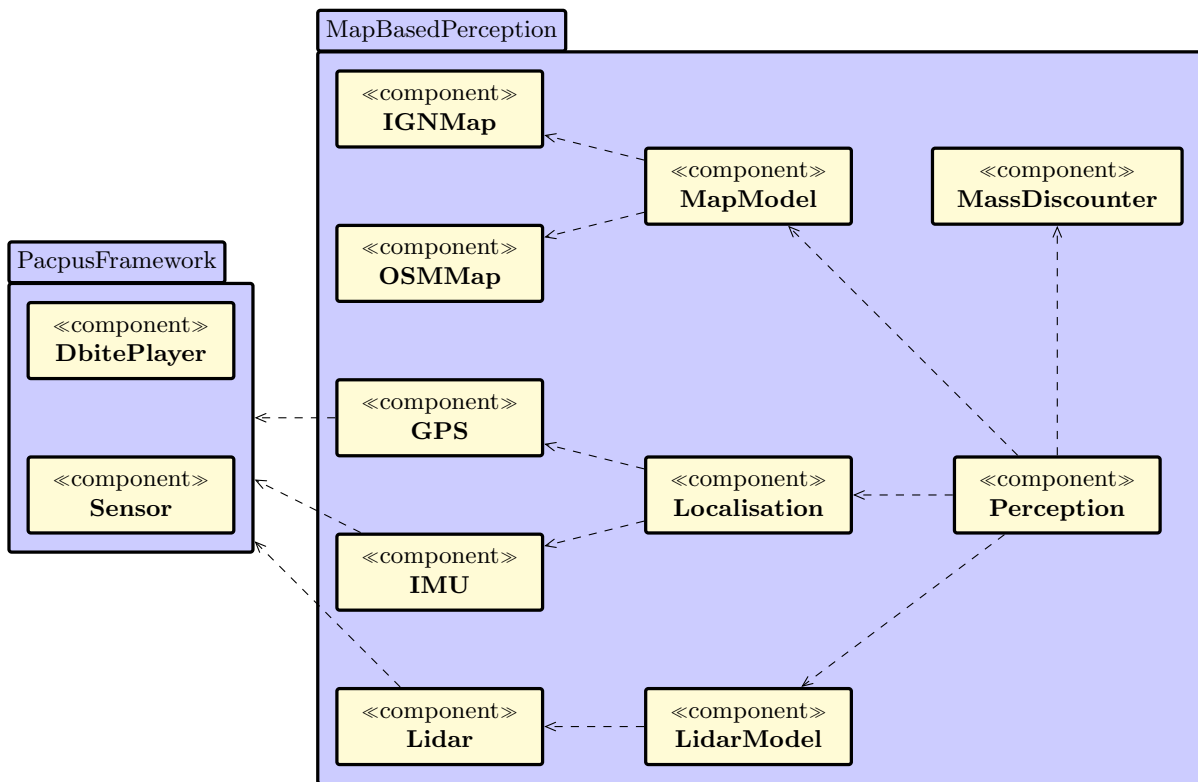 MapBasedPerception
≪component≫
IGNMap
≪component≫
MapModel
≪component≫
MassDiscounter
≪component≫
OSMMap
PacpusFramework
≪component≫
DbitePlayer
≪component≫
GPS
≪component≫
Sensor
≪component≫
Localisation
≪component≫
Perception
≪component≫
IMU
≪component≫
Lidar
≪component≫
LidarModel